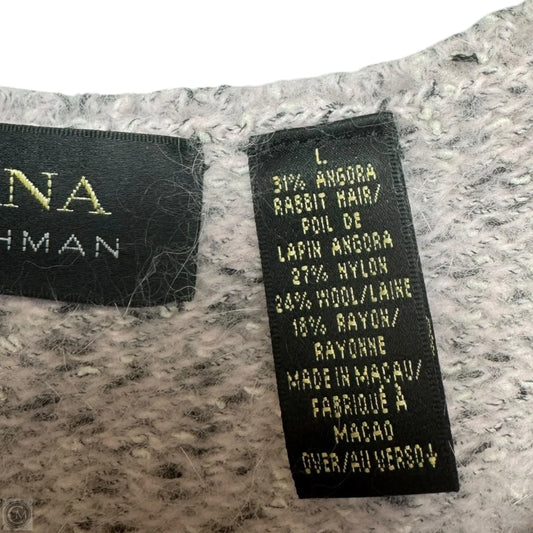 NA
HMAN
L
31% ANGORA
RABBIT HAIR/
POIL DE
LAPIN ANGORA
27% NYLON
24% WOOL/LAINE
18% RAYON/
RAYONNE
MADE IN MACAU/
FABRIQUÉ À
MACAO
OVER/AU VERSO↓